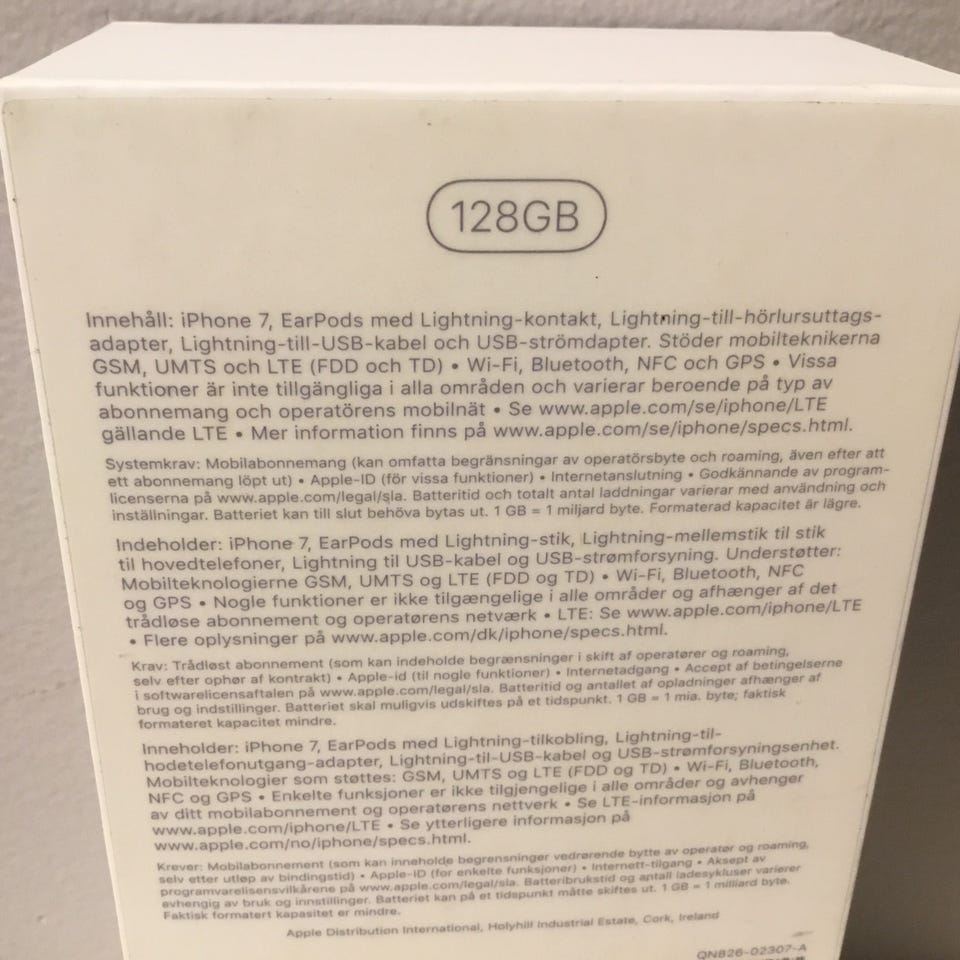 128GB
Innehåll: iPhone 7, EarPods med Lightning-kontakt, Lightning-till-hörlursuttags-
adapter, Lightning-till-USB-kabel och USB-strömdapter. Stöder mobilteknikerna
GSM, UMTS och LTE (FDD och TD) • Wi-Fi, Bluetooth, NFC och GPS • Vissa
funktioner är inte tillgängliga i alla områden och varierar beroende på typ av
abonnemang och operatörens mobilnät • Se www.apple.com/se/iphone/LTE
gällande LTE • Mer information finns på www.apple.com/se/iphone/specs.html.
Systemkrav: Mobilabonnemang (kan omfatta begränsningar av operatörsbyte och roaming, även efter att
ett abonnemang löpt ut) • Apple-ID (för vissa funktioner) • Internetanslutning • Godkännande av program-
licenserna på www.apple.com/legal/sla. Batteritid och totalt antal laddningar varierar med användning och
inställningar. Batteriet kan till slut behöva bytas ut. 1 GB = 1 miljard byte. Formaterad kapacitet är lägre.
Indeholder: iPhone 7, EarPods med Lightning-stik, Lightning-mellemstik til stik
til hovedtelefoner, Lightning til USB-kabel og USB-strømforsyning. Understøtter:
Mobilteknologierne GSM, UMTS og LTE (FDD og TD) • Wi-Fi, Bluetooth, NFC
og GPS • Nogle funktioner er ikke tilgængelige i alle områder og afhænger af det
trådløse abonnement og operatørens netværk • LTE: Se www.apple.com/iphone/LTE
• Flere oplysninger på www.apple.com/dk/iphone/specs.html.
Krav: Trådløst abonnement (som kan indeholde begrænsninger i skift af operatører og roaming,
selv efter ophør af kontrakt) • Apple-id (til nogle funktioner) • Internetadgang • Accept af betingelserne
i softwarelicensaftalen på www.apple.com/legal/sla. Batteritid og antallet af opladninger afhænger af
brug og indstillinger. Batteriet skal muligvis udskiftes på et tidspunkt. 1 GB = 1 mia. byte; faktisk
formateret kapacitet mindre.
Inneholder: iPhone 7, EarPods med Lightning-tilkobling, Lightning-til-
hodetelefonutgang-adapter, Lightning-til-USB-kabel og USB-strømforsyningsenhet.
Mobilteknologier som støttes: GSM, UMTS og LTE (FDD og TD) • Wi-Fi, Bluetooth,
NFC og GPS • Enkelte funksjoner er ikke tilgjengelige i alle områder og avhenger
av ditt mobilabonnement og operatørens nettverk • Se LTE-informasjon på
www.apple.com/iphone/LTE • Se ytterligere informasjon på
www.apple.com/no/iphone/specs.html.
Krever: Mobilabonnement (som kan inneholde begrensninger vedrørende bytte av operatør og roaming,
selv etter utløp av bindingstid) • Apple-ID (for enkelte funksjoner) • Internett-tilgang • Aksept av
programvarelisensvilkårene på www.apple.com/legal/sla. Batteribrukstid og antall ladesykluser varierer
avhengig av bruk og innstillinger. Batteriet kan på et tidspunkt måtte skiftes ut. 1 GB = 1 milliard byte.
Faktisk formatert kapasitet er mindre.
Apple Distribution International, Holyhill Industrial Estate, Cork, Ireland
QN826-02307-A